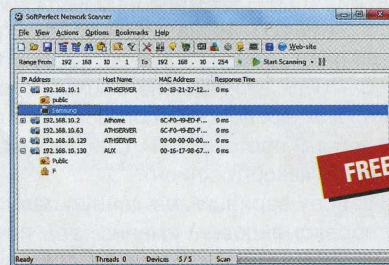 SoftPerfect Network Scanner
File View Actions Options Bookmarks Help
Web-site
Range From 192 . 168 . 10 . 1 To 192 . 168 . 10 . 254 Start Scanning
IP Address Host Name MAC Address Response Time
192.168.10.1 ATHSERVER 00-18-21-27-12... 0 ms
public
Samsung
192.168.10.2 Athome 6C-F0-49-ED-F... 0 ms
192.168.10.63 ATHSERVER 6C-F0-49-ED-F... 0 ms
192.168.10.129 ATHSERVER 00-00-00-00-00... 0 ms
192.168.10.130 AUX 00-16-17-98-67... 0 ms
Public
P
FREE
Ready Threads 0 Devices 5 / 5 Scan